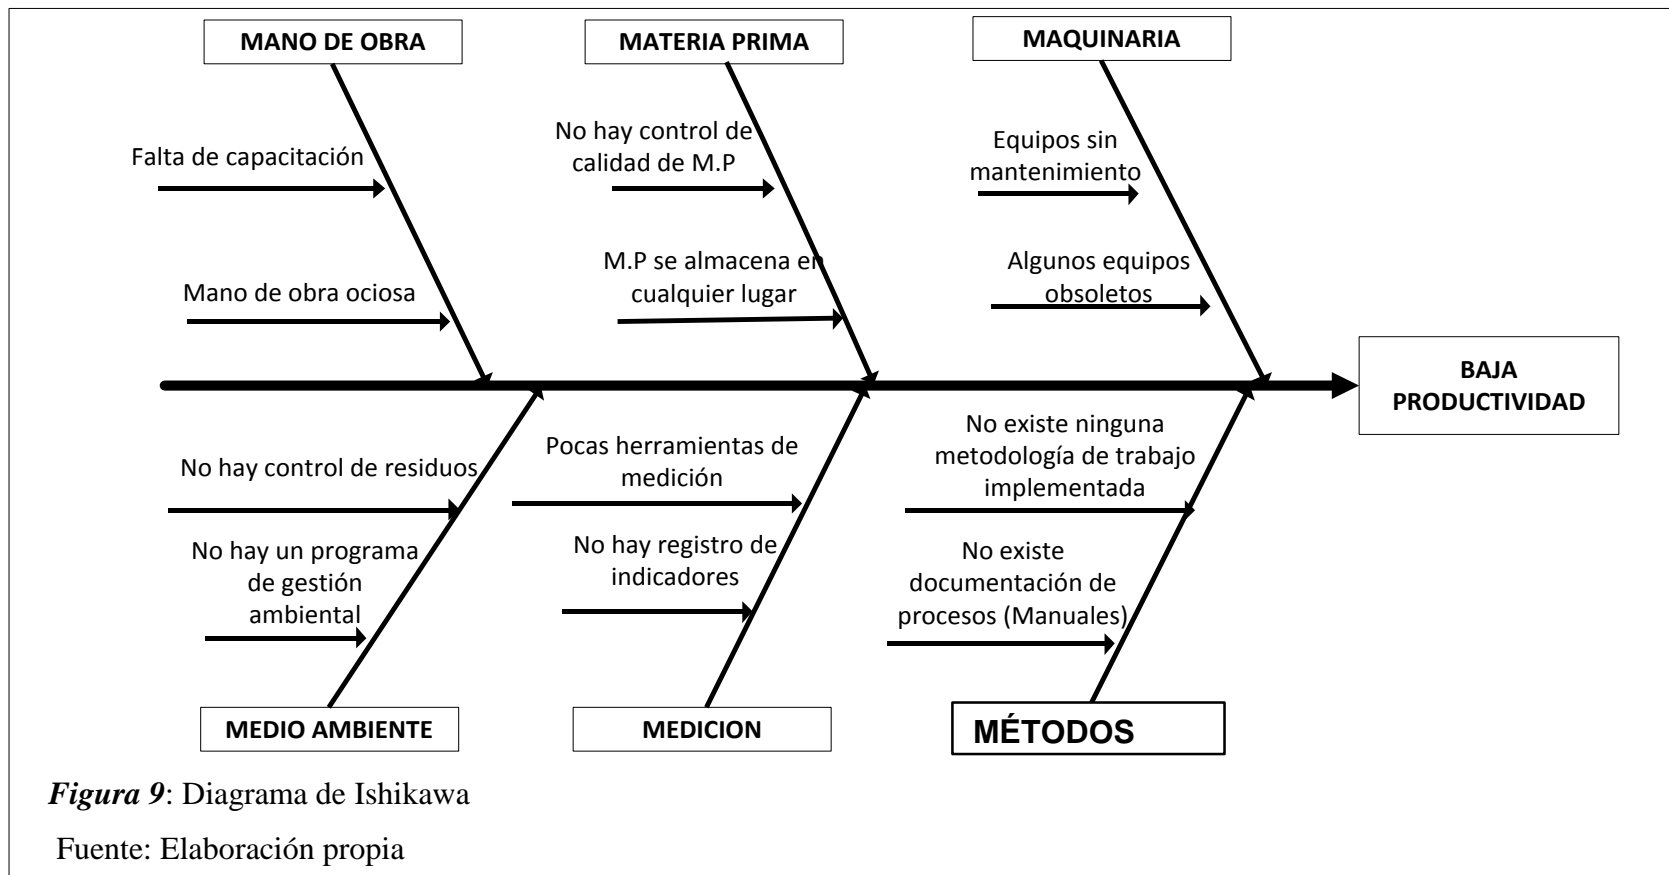 MANO DE OBRA
MATERIA PRIMA
MAQUINARIA
Falta de capacitación
No hay control de
calidad de M.P
Equipos sin
mantenimiento
Mano de obra ociosa
M.P se almacena en
cualquier lugar
Algunos equipos
obsoletos
BAJA
PRODUCTIVIDAD
No hay control de residuos
Pocas herramientas de
medición
No existe ninguna
metodología de trabajo
implementada
No hay un programa
de gestión
ambiental
No hay registro de
indicadores
No existe
documentación de
procesos (Manuales)
MEDIO AMBIENTE
MEDICION
MÉTODOS
Figura 9: Diagrama de Ishikawa
Fuente: Elaboración propia